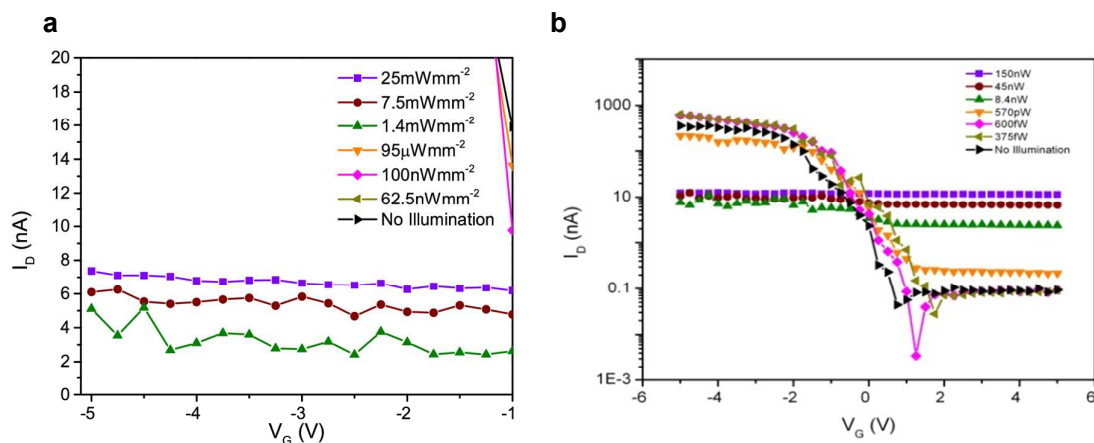 a
20
18
16
14
12
10
8
6
4
2
0
I_D (nA)
25mWmm⁻²
7.5mWmm⁻²
1.4mWmm⁻²
95μWmm⁻²
100nWmm⁻²
62.5nWmm⁻²
No Illumination
-5 -4 -3 -2 -1
V_G (V)
b
1000
10
0.1
1E-3
I_D (nA)
150nW
45nW
8.4nW
570pW
600fW
375fW
No Illumination
-6 -4 -2 0 2 4 6
V_G (V)